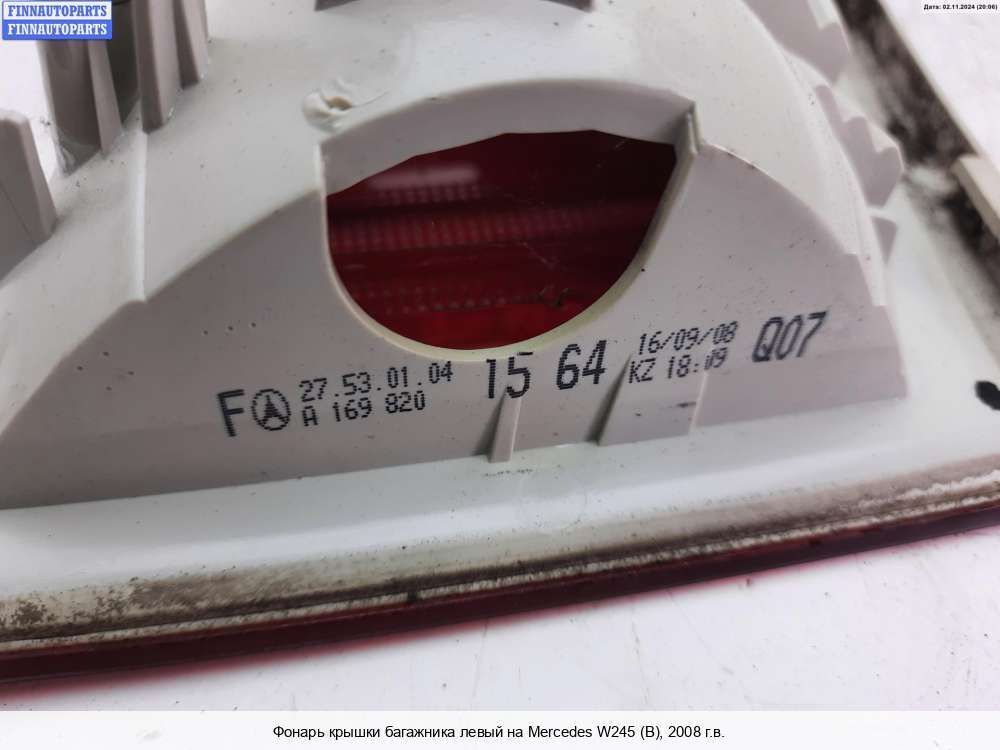 FINNAUTOPARTS
FINNAUTOPARTS
Дата: 02.11.2024 (20:06)
F 27.53.01.04
A 169 820
15 64
16/09/08
KZ 18:09
Q07
Фонарь крышки багажника левый на Mercedes W245 (B), 2008 г.в.